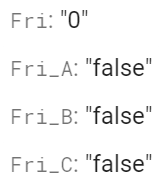 Fri: "0"
Fri_A: "false"
Fri_B: "false"
Fri_C: "false"